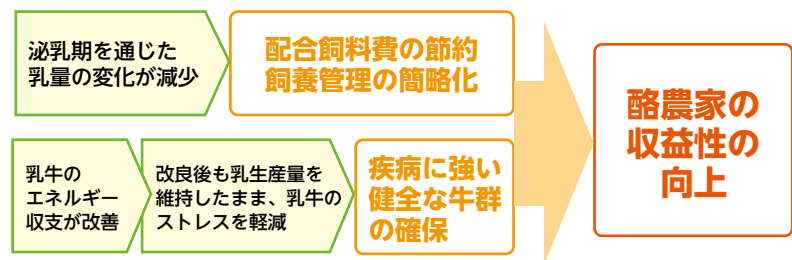 泌乳期を通じた
乳量の変化が減少
配合飼料費の節約
飼養管理の簡略化
乳牛の
エネルギー
収支が改善
改良後も乳生産量を
維持したまま、乳牛の
ストレスを軽減
疾病に強い
健全な牛群
の確保
酪農家の
収益性の
向上